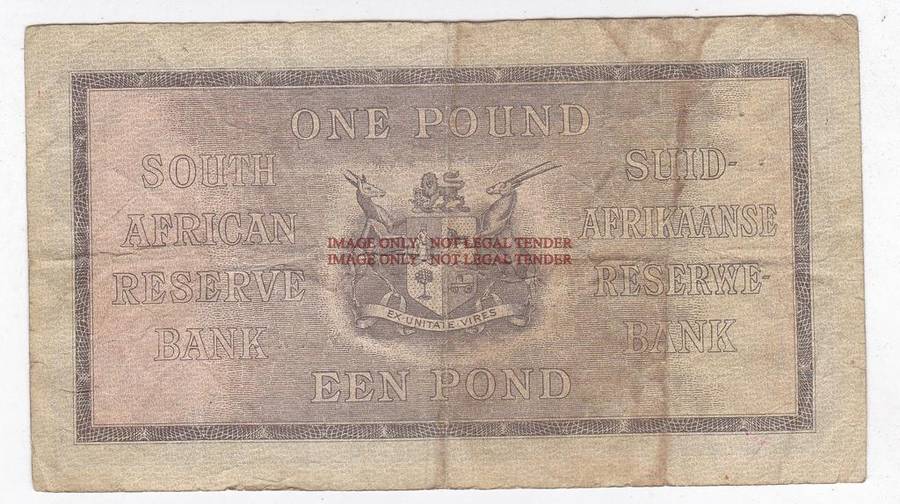 ONE POUND
SOUTH
AFRICAN
RESERVE
BANK
SUID-
AFRIKAANSE
RESERWE-
BANK
IMAGE ONLY - NOT LEGAL TENDER
IMAGE ONLY - NOT LEGAL TENDER
EX·UNITATE·VIRES
EEN POND